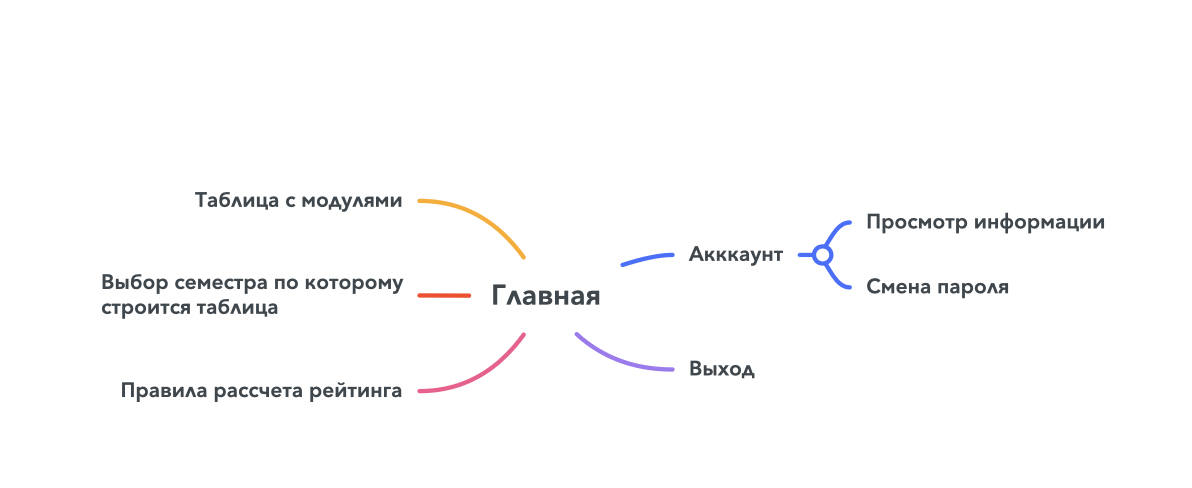 Таблица с модулями
Выбор семестра по которому
строится таблица
Правила рассчета рейтинга
Главная
Акккаунт
Просмотр информации
Смена пароля
Выход